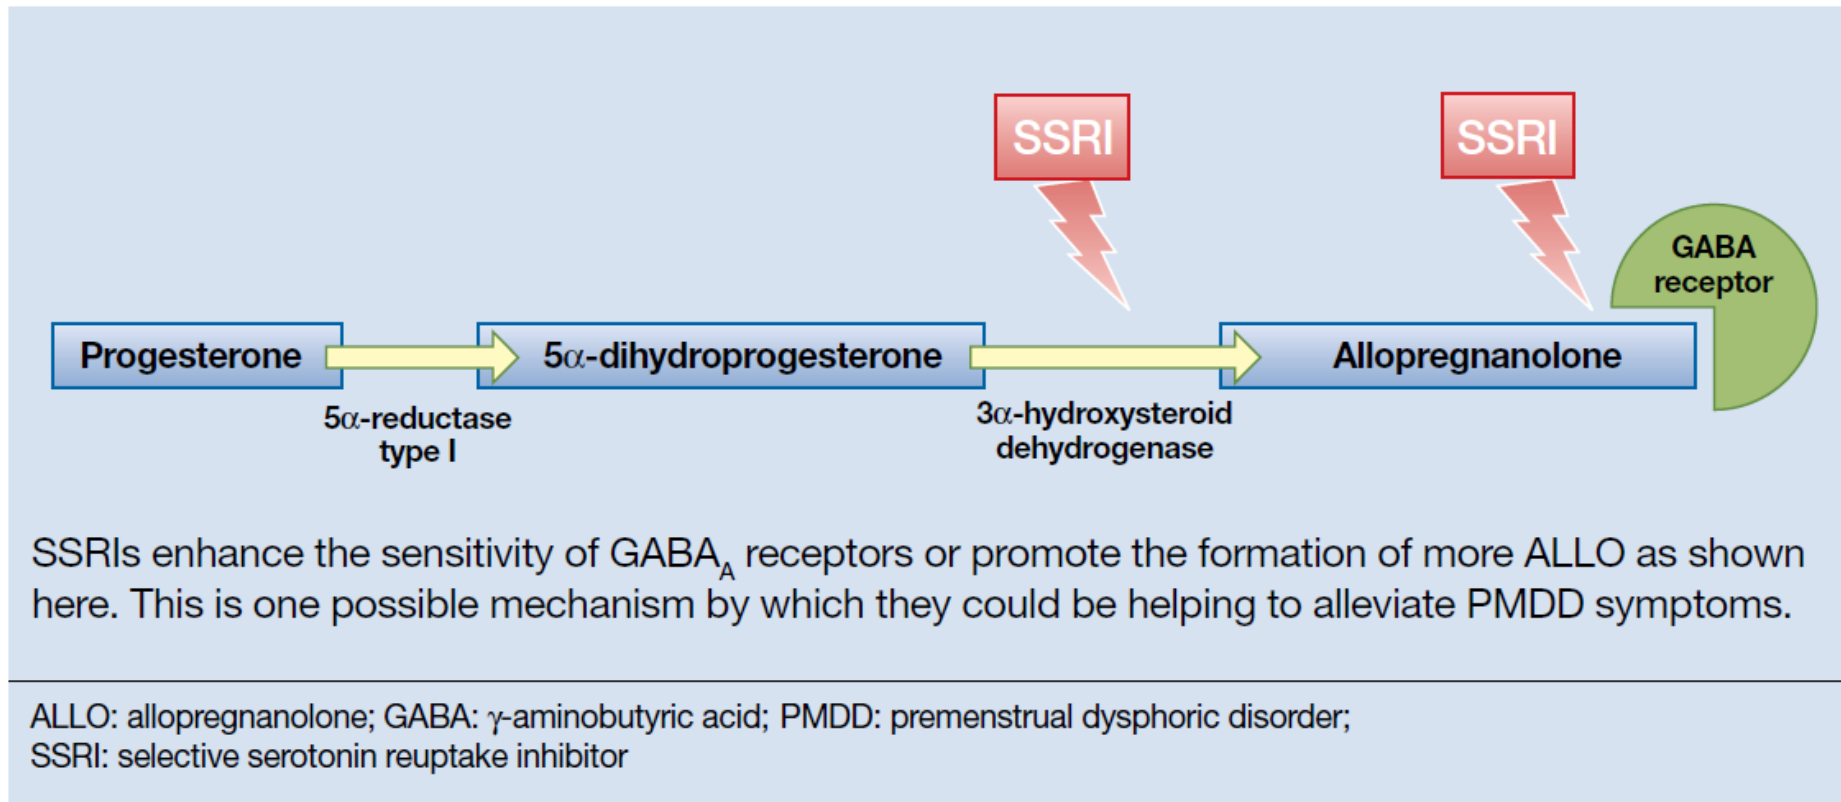 SSRI
SSRI
GABA
receptor
Progesterone
5α-dihydroprogesterone
Allopregnanolone
5α-reductase
type I
3α-hydroxysteroid
dehydrogenase
SSRIs enhance the sensitivity of GABA_A receptors or promote the formation of more ALLO as shown
here. This is one possible mechanism by which they could be helping to alleviate PMDD symptoms.
ALLO: allopregnanolone; GABA: γ-aminobutyric acid; PMDD: premenstrual dysphoric disorder;
SSRI: selective serotonin reuptake inhibitor